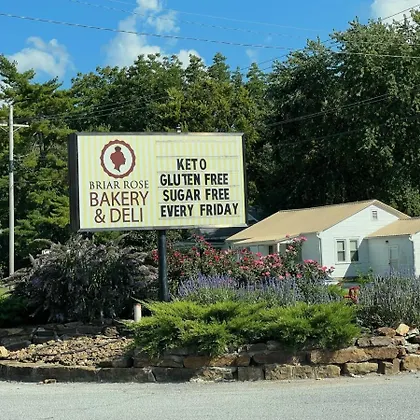 BRIAR ROSE
BAKERY
& DELI
KETO
GLUTEN FREE
SUGAR FREE
EVERY FRIDAY